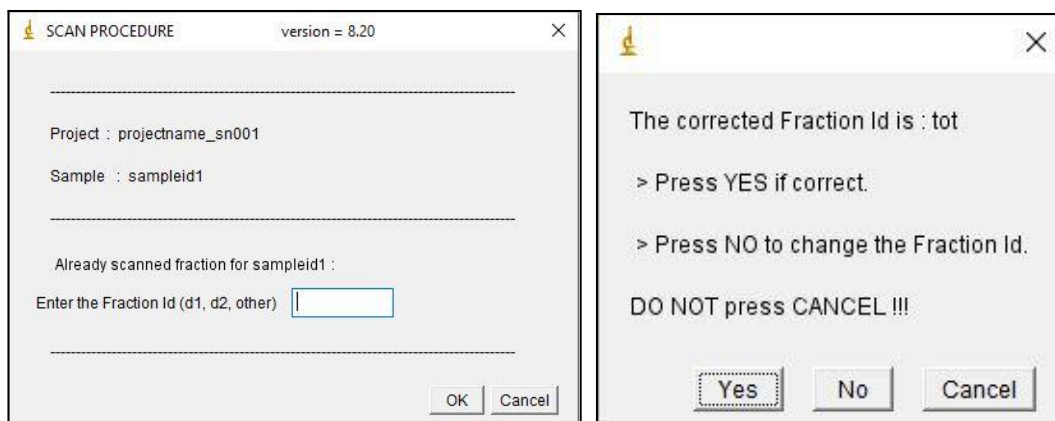 SCAN PROCEDURE version = 8.20
Project : projectname_sn001
Sample : sampleid1
Already scanned fraction for sampleid1 :
Enter the Fraction Id (d1, d2, other)
OK Cancel
The corrected Fraction Id is : tot
> Press YES if correct.
> Press NO to change the Fraction Id.
DO NOT press CANCEL !!!
Yes No Cancel